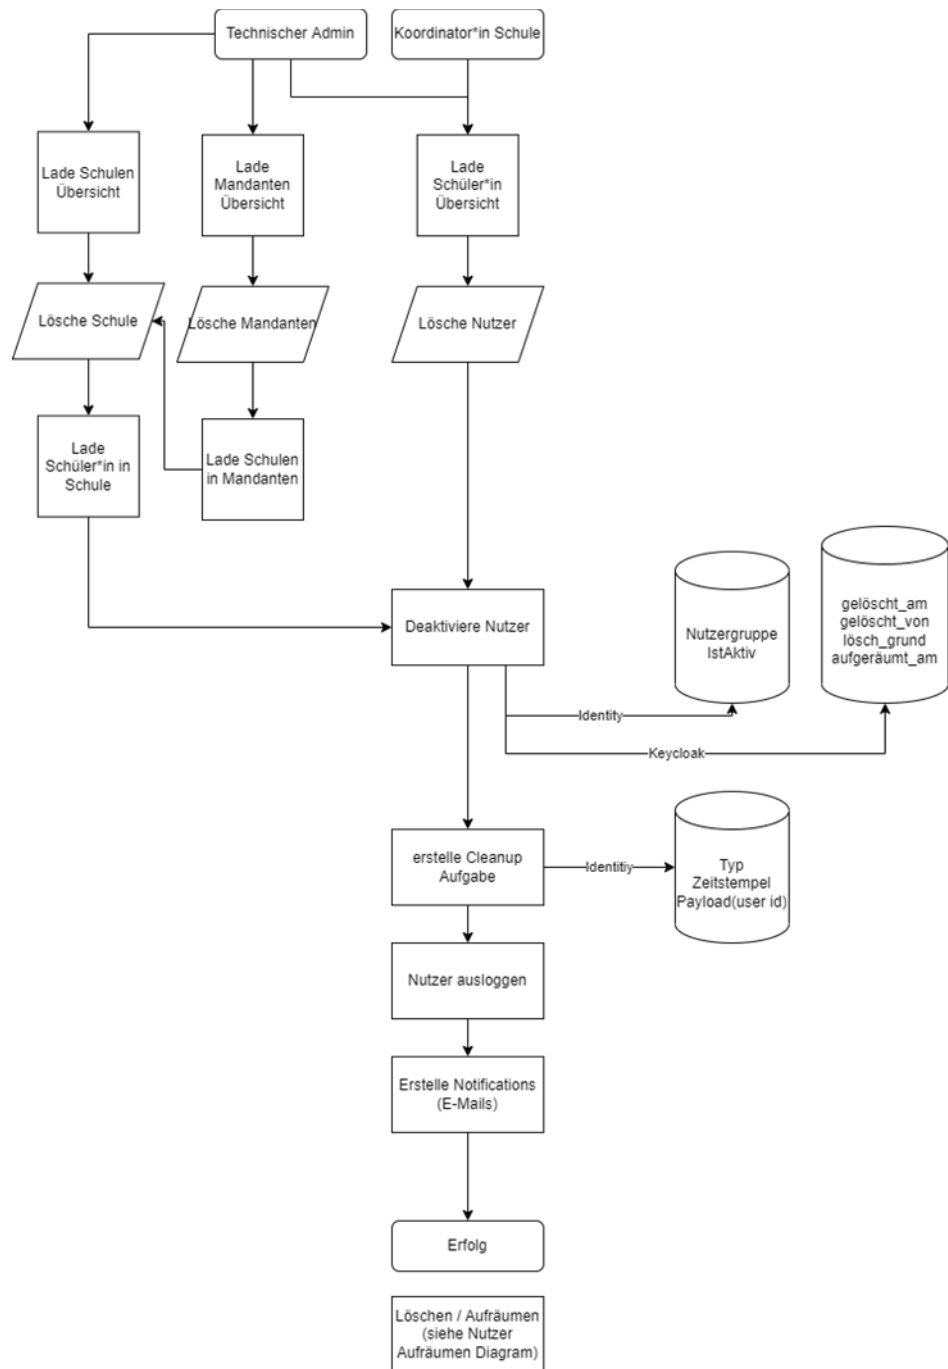 Technischer Admin
Koordinator*in Schule
Lade Schulen
Übersicht
Lade
Mandanten
Übersicht
Lade
Schüler*in
Übersicht
Lösche Schule
Lösche Mandanten
Lösche Nutzer
Lade
Schüler*in in
Schule
Lade Schulen
in Mandanten
Deaktiviere Nutzer
Nutzergruppe
IstAktiv
gelöscht_am
gelöscht_von
lösch_grund
aufgeräumt_am
Identity
Keycloak
erstelle Cleanup
Aufgabe
Identitiy
Typ
Zeitstempel
Payload(user id)
Nutzer ausloggen
Erstelle Notifications
(E-Mails)
Erfolg
Löschen / Aufräumen
(siehe Nutzer
Aufräumen Diagram)